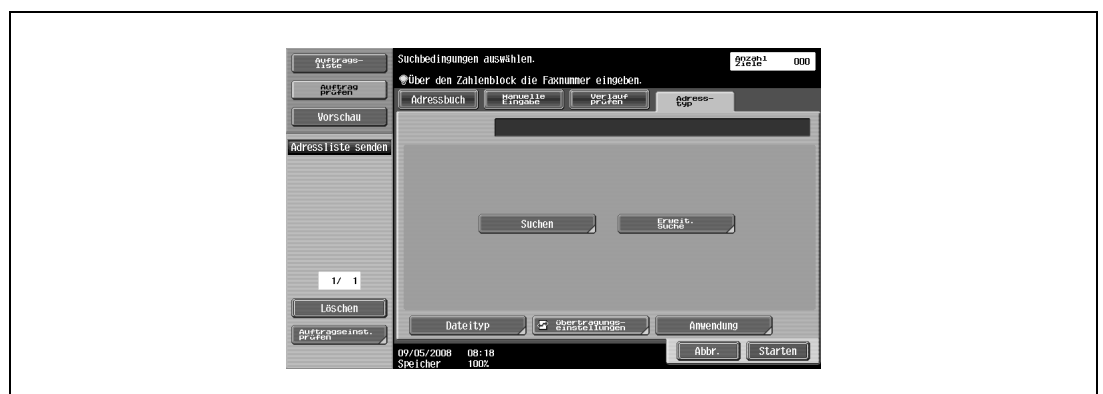 Auftrags-
liste
Auftrag
prüfen
Vorschau
Adressliste senden
1/ 1
Löschen
Auftragseinst.
prüfen
Suchbedingungen auswählen.
Über den Zahlenblock die Faxnummer eingeben.
Anzahl
Ziele 000
Adressbuch
Manuelle
Eingabe
Verlauf
prüfen
Adress-
typ
Suchen
Erweit.
Suche
Dateityp
Übertragungs-
einstellungen
Anwendung
09/05/2008 08:18
Speicher 100%
Abbr.
Starten